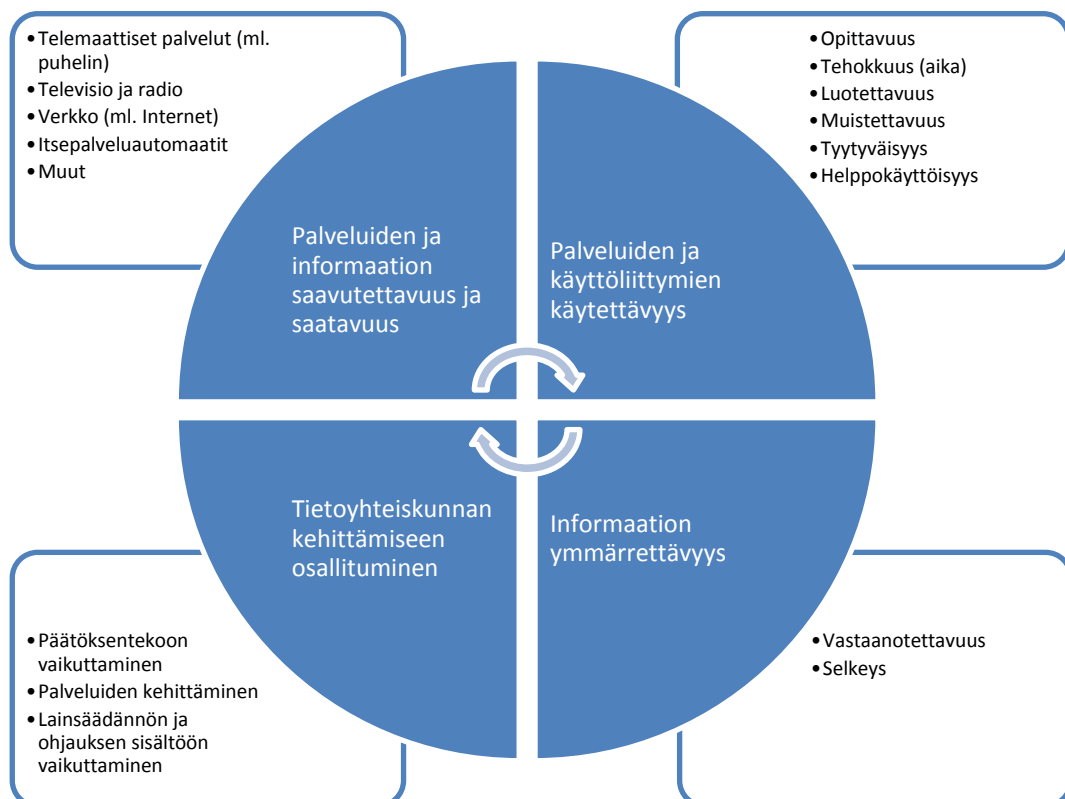 •Telemaattiset palvelut (ml.
puhelin)
•Televisio ja radio
•Verkko (ml. Internet)
•Itsepalveluautomaatit
•Muut
•Opittavuus
•Tehokkuus (aika)
•Luotettavuus
•Muistettavuus
•Tyytyväisyys
•Helppokäyttöisyys
Palveluiden ja
informaation
saavutettavuus ja
saatavuus
Palveluiden ja
käyttöliittymien
käytettävyys
Tietoyhteiskunnan
kehittämiseen
osallituminen
Informaation
ymmärrettävyys
•Päätöksentekoon
vaikuttaminen
•Palveluiden kehittäminen
•Lainsäädännön ja
ohjauksen sisältöön
vaikuttaminen
•Vastaanotettavuus
•Selkeys